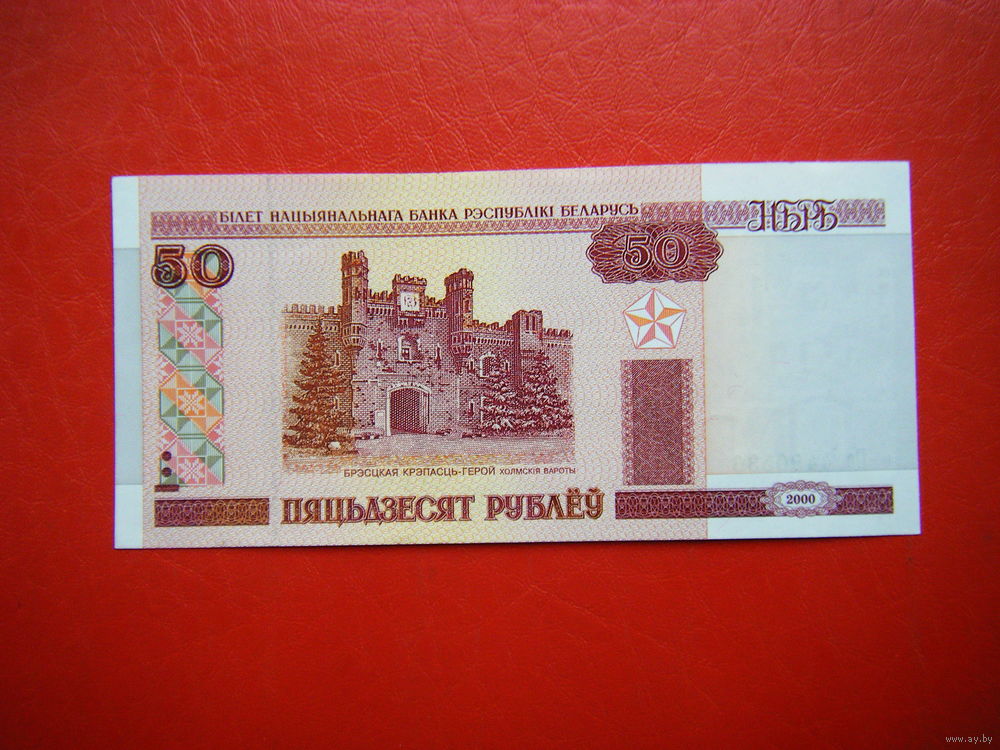 БІЛЕТ НАЦЫЯНАЛЬНАГА БАНКА РЭСПУБЛІКІ БЕЛАРУСЬ
НБРБ
50
50
БРЭСЦКАЯ КРЭПАСЦЬ-ГЕРОЙ ХОЛМСКІЯ ВАРОТЫ
ПЯЦЬДЗЕСЯТ РУБЛЁЎ
2000
www.ay.by